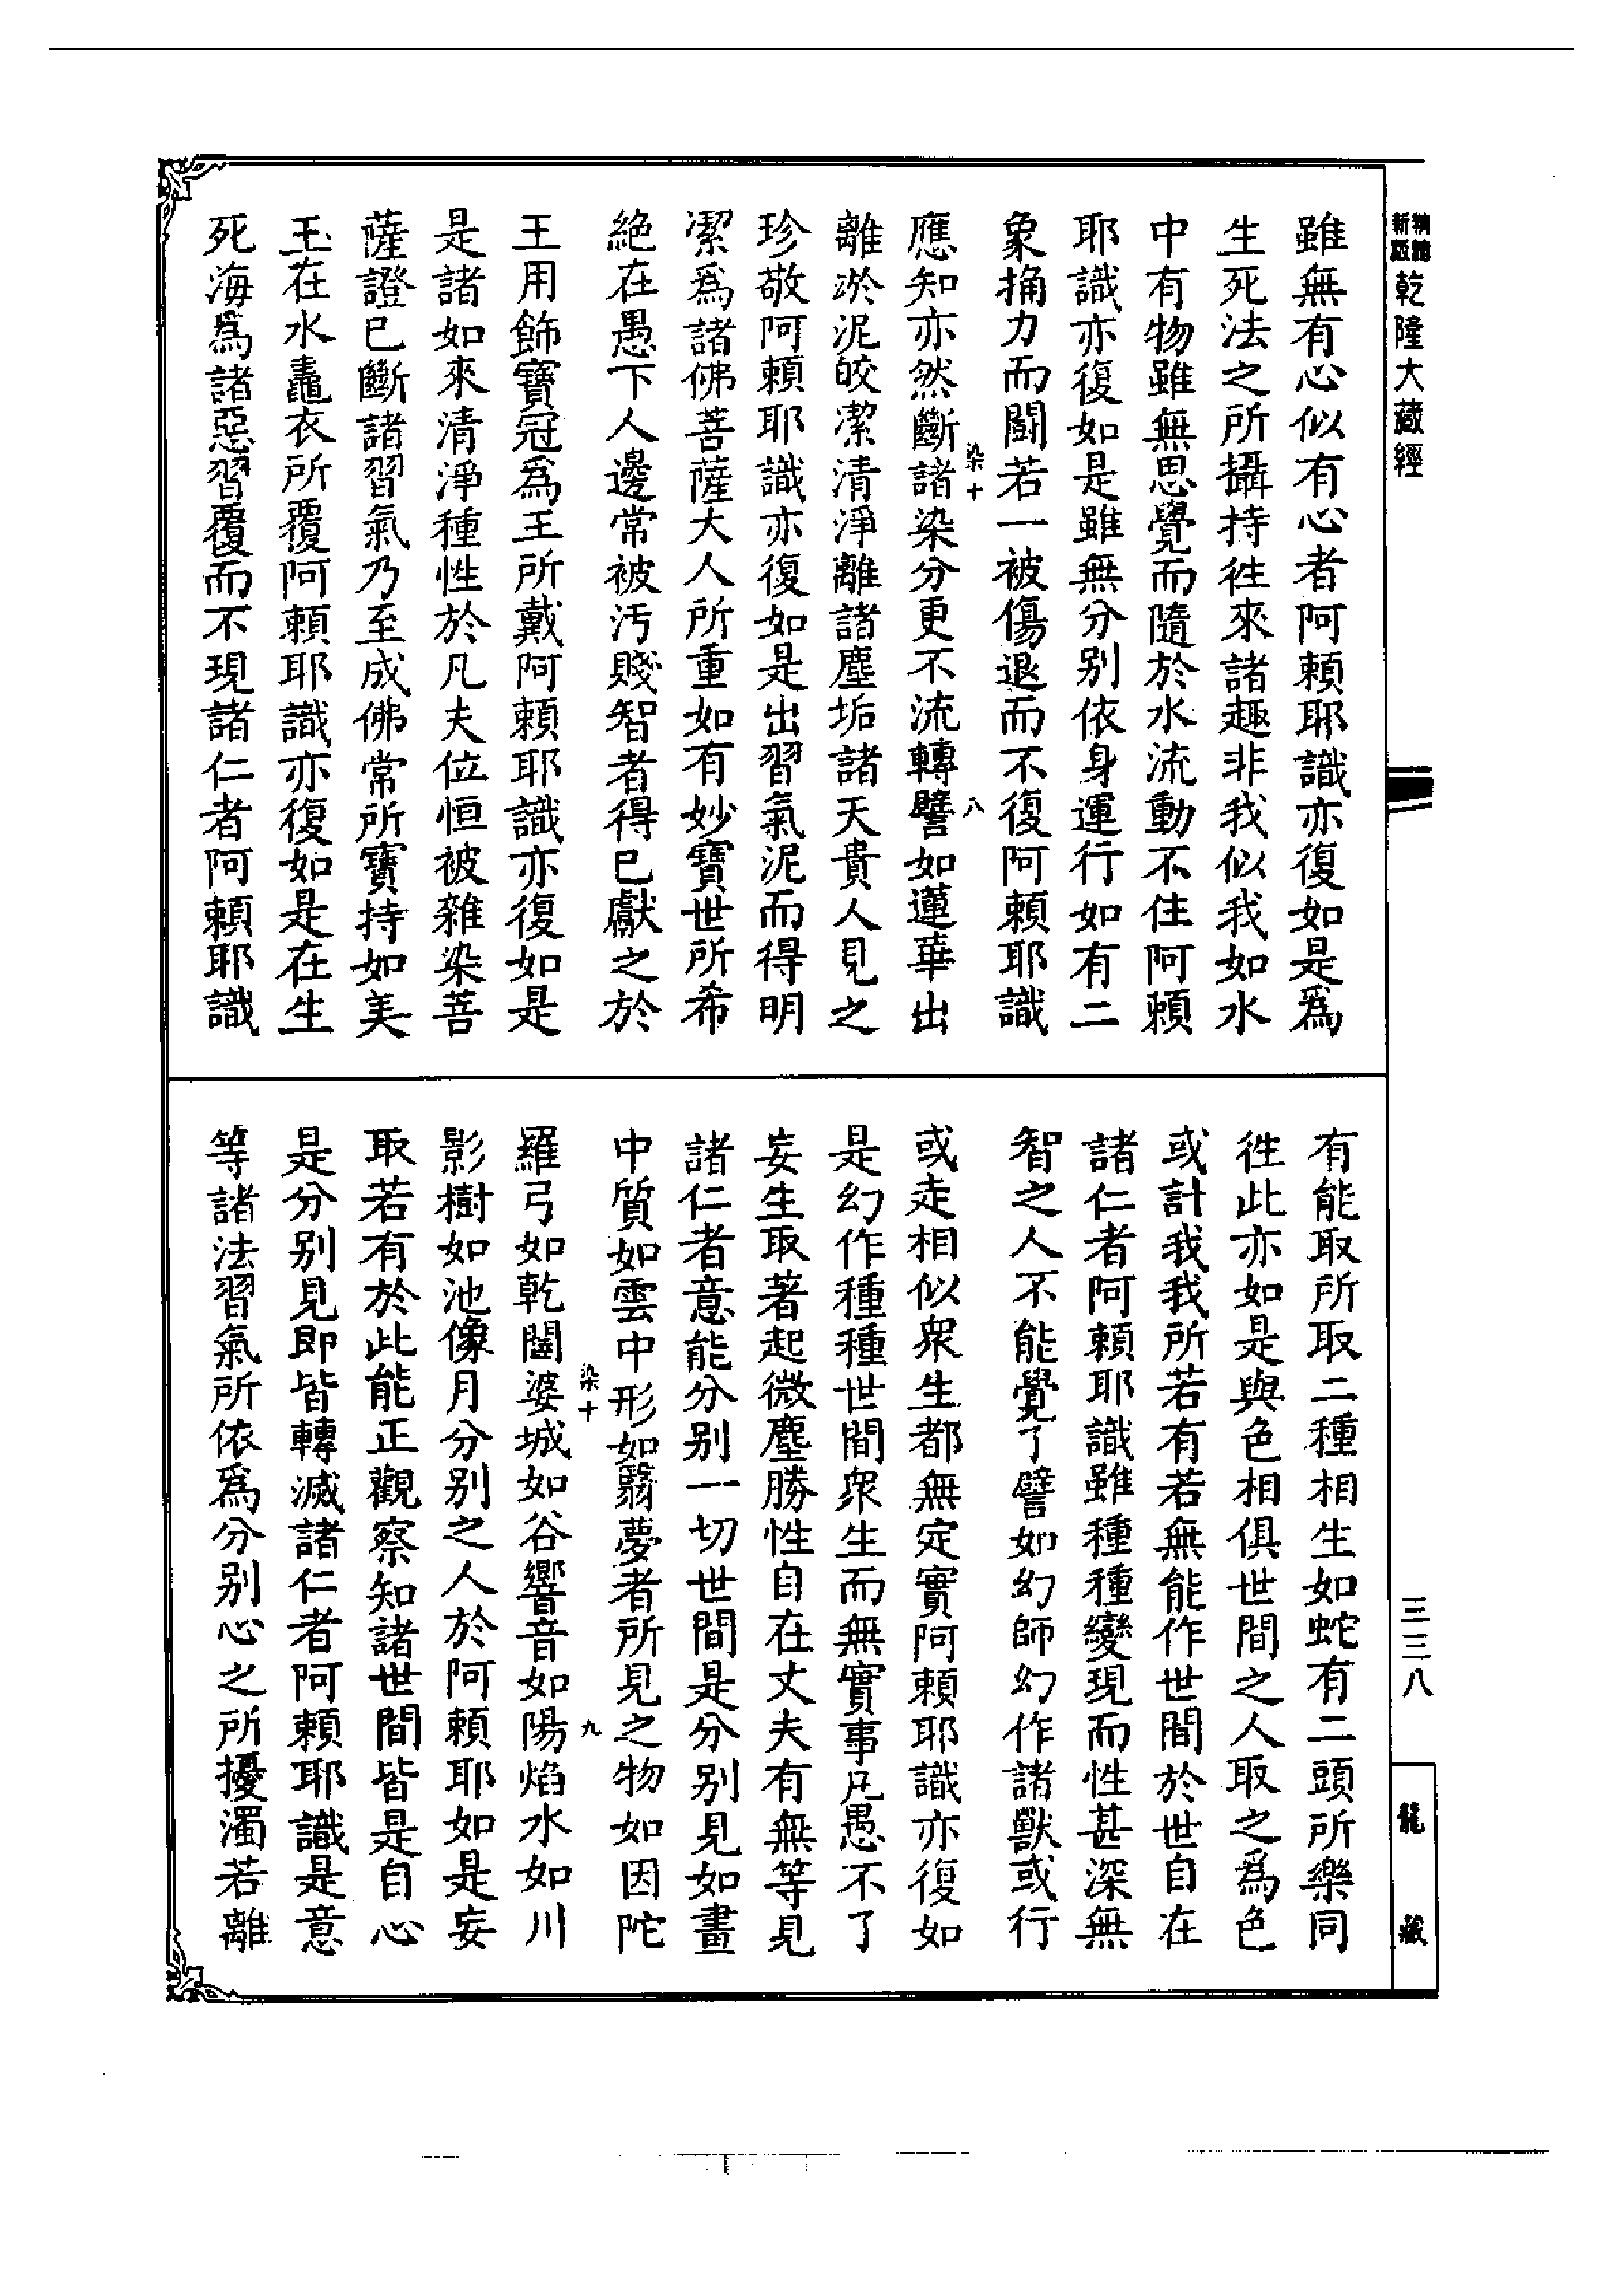 精譯
新版
乾隆大藏經
雖無有心似有心者阿賴耶識亦復如是爲
生死法之所攝持徃來諸趣非我似我如水
中有物雖無思覺而隨於水流動不住阿賴
耶識亦復如是雖無分别依身運行如有二
象捔力而鬪若一被傷退而不復阿賴耶識
應知亦然斷諸染分更不流轉譬如蓮華出
離淤泥皎潔清淨離諸塵垢諸天貴人見之
珍敬阿賴耶識亦復如是出習氣泥而得明
潔爲諸佛菩薩大人所重如有妙寶世所希
絶在愚下人邊常被汚賤智者得已獻之於
王用飾寶冠爲王所戴阿賴耶識亦復如是
是諸如來清淨種性於凡夫位恒被雜染菩
薩證已斷諸習氣乃至成佛常所寶持如美
玉在水龜衣所覆阿賴耶識亦復如是在生
死海爲諸惡習覆而不現諸仁者阿賴耶識
染十
八
有能取所取二種相生如蛇有二頭所樂同
徃此亦如是與色相俱世間之人取之爲色
或計我我所若有若無能作世間於世自在
諸仁者阿賴耶識雖種種變現而性甚深無
智之人不能覺了譬如幻師幻作諸獸或行
或走相似衆生都無定實阿賴耶識亦復如
是幻作種種世間衆生而無實事凡愚不了
妄生取著起微塵勝性自在丈夫有無等見
諸仁者意能分别一切世間是分别見如畫
中質如雲中形如翳夢者所見之物如因陀
羅弓如乾闥婆城如谷響音如陽焰水如川
影樹如池像月分别之人於阿賴耶如是妄
取若有於此能正觀察知諸世間皆是自心
是分别見即皆轉滅諸仁者阿賴耶識是意
等諸法習氣所依爲分别心之所擾濁若離
染十
九
三三八
龍藏